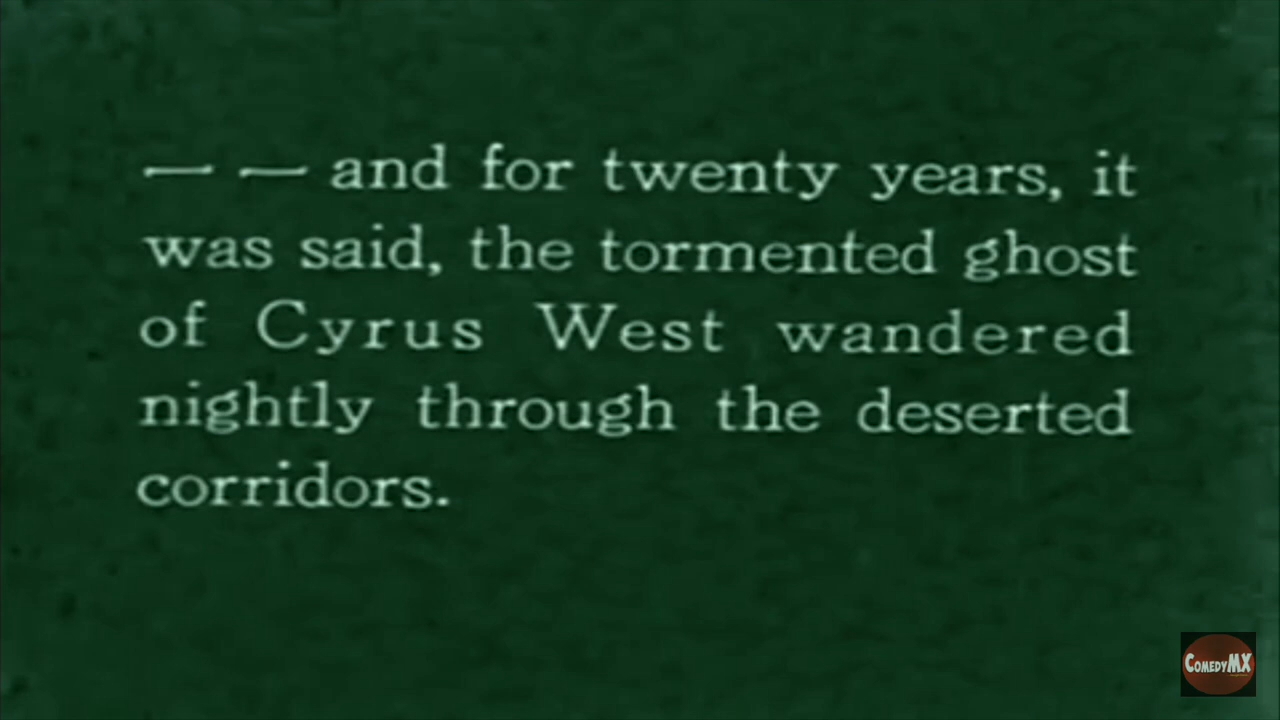 — — and for twenty years, it
was said, the tormented ghost
of Cyrus West wandered
nightly through the deserted
corridors.
COMEDYMX